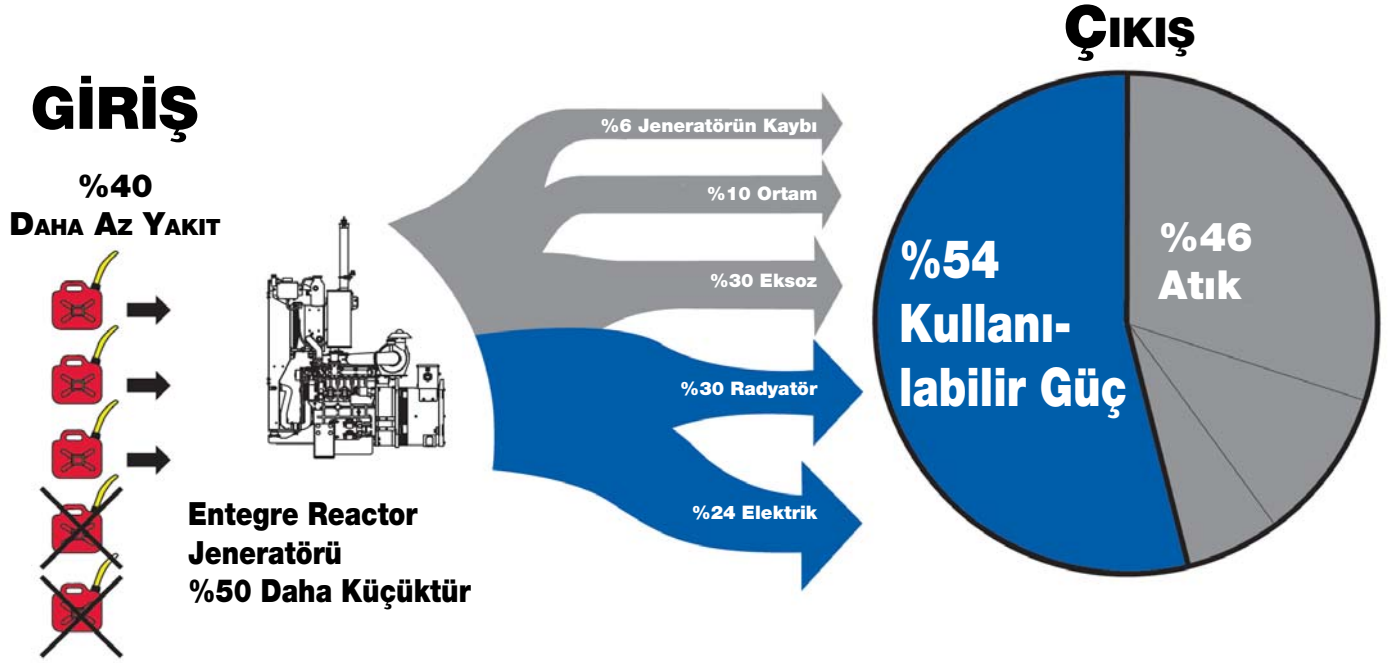 GİRİŞ
%40
DAHA AZ YAKIT
Entegre Reactor
Jeneratörü
%50 Daha Küçüktür
%6 Jeneratörün Kaybı
%10 Ortam
%30 Eksoz
%30 Radyatör
%24 Elektrik
ÇIKIŞ
%54
Kullanı-
labilir Güç
%46
Atık